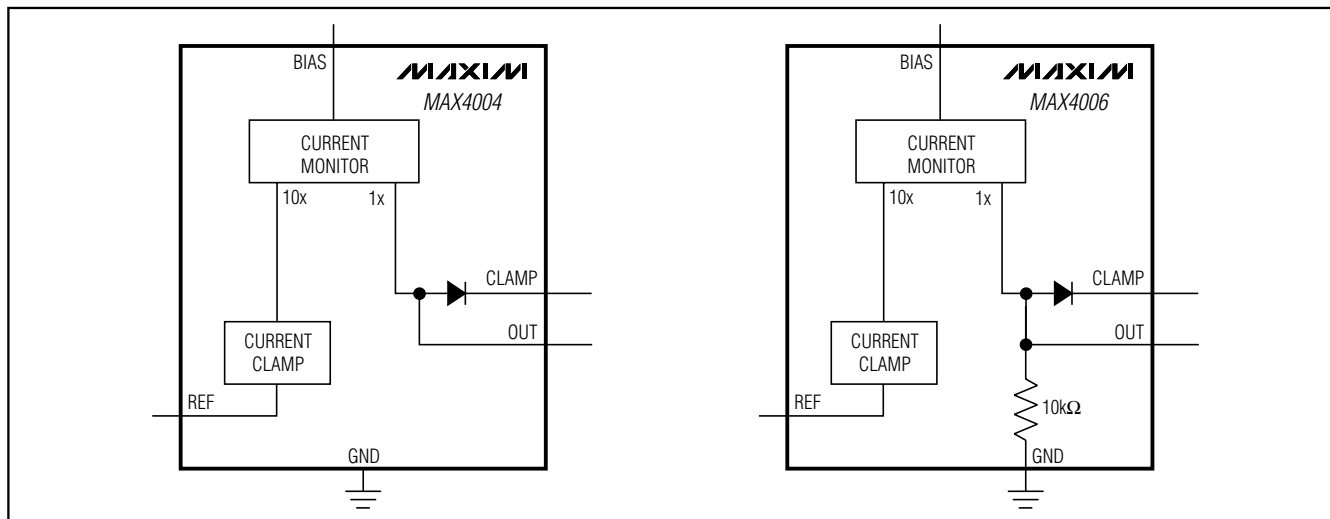 BIAS
MAXIM
MAX4004
CURRENT
MONITOR
10x 1x
CLAMP
OUT
CURRENT
CLAMP
REF
GND
BIAS
MAXIM
MAX4006
CURRENT
MONITOR
10x 1x
CLAMP
OUT
CURRENT
CLAMP
REF
10kΩ
GND